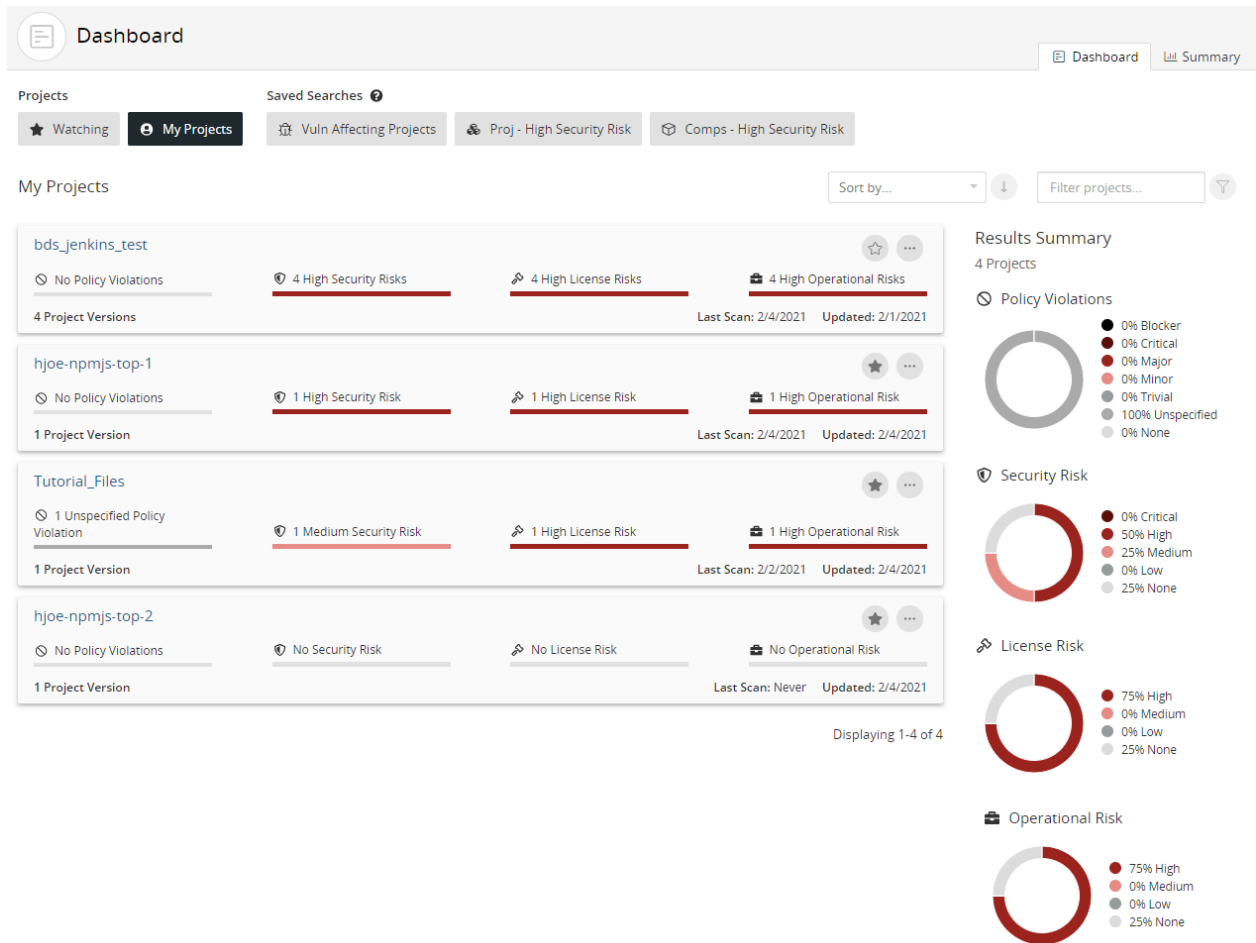 Dashboard
Dashboard Summary
Projects Saved Searches ?
Watching My Projects Vuln Affecting Projects Proj - High Security Risk Comps - High Security Risk
My Projects Sort by... Filter projects...
bds_jenkins_test
No Policy Violations 4 High Security Risks 4 High License Risks 4 High Operational Risks
4 Project Versions Last Scan: 2/4/2021 Updated: 2/1/2021
hjoe-npmjs-top-1
No Policy Violations 1 High Security Risk 1 High License Risk 1 High Operational Risk
1 Project Version Last Scan: 2/4/2021 Updated: 2/4/2021
Tutorial_Files
1 Unspecified Policy
Violation 1 Medium Security Risk 1 High License Risk 1 High Operational Risk
1 Project Version Last Scan: 2/2/2021 Updated: 2/4/2021
hjoe-npmjs-top-2
No Policy Violations No Security Risk No License Risk No Operational Risk
1 Project Version Last Scan: Never Updated: 2/4/2021
Displaying 1-4 of 4
Results Summary
4 Projects
Policy Violations
0% Blocker
0% Critical
0% Major
0% Minor
0% Trivial
100% Unspecified
0% None
Security Risk
0% Critical
50% High
25% Medium
0% Low
25% None
License Risk
75% High
0% Medium
0% Low
25% None
Operational Risk
75% High
0% Medium
0% Low
25% None